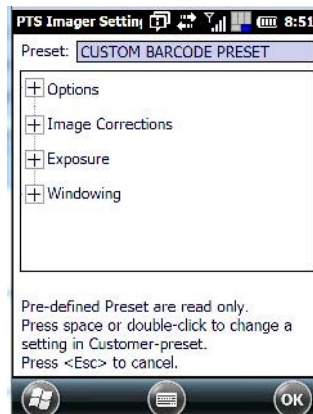 PTS Imager Settin 8:51
Preset: CUSTOM BARCODE PRESET
Options
Image Corrections
Exposure
Windowing
Pre-defined Preset are read only.
Press space or double-click to change a
setting in Customer-preset.
Press <Esc> to cancel.
OK